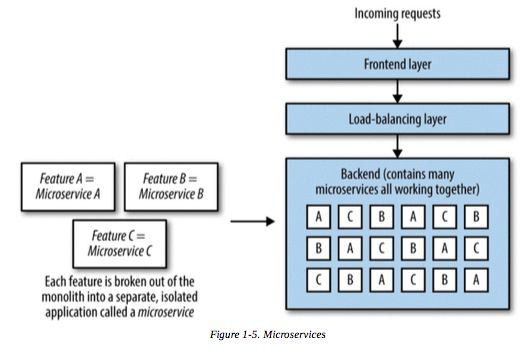 Incoming requests
Frontend layer
Load-balancing layer
Backend (contains many
microservices all working together)
A C B A C B
B A C B A C
C B A C B A
Feature A =
Microservice A
Feature B =
Microservice B
Feature C =
Microservice C
Each feature is broken out of the
monolith into a separate, isolated
application called a microservice
Figure 1-5. Microservices